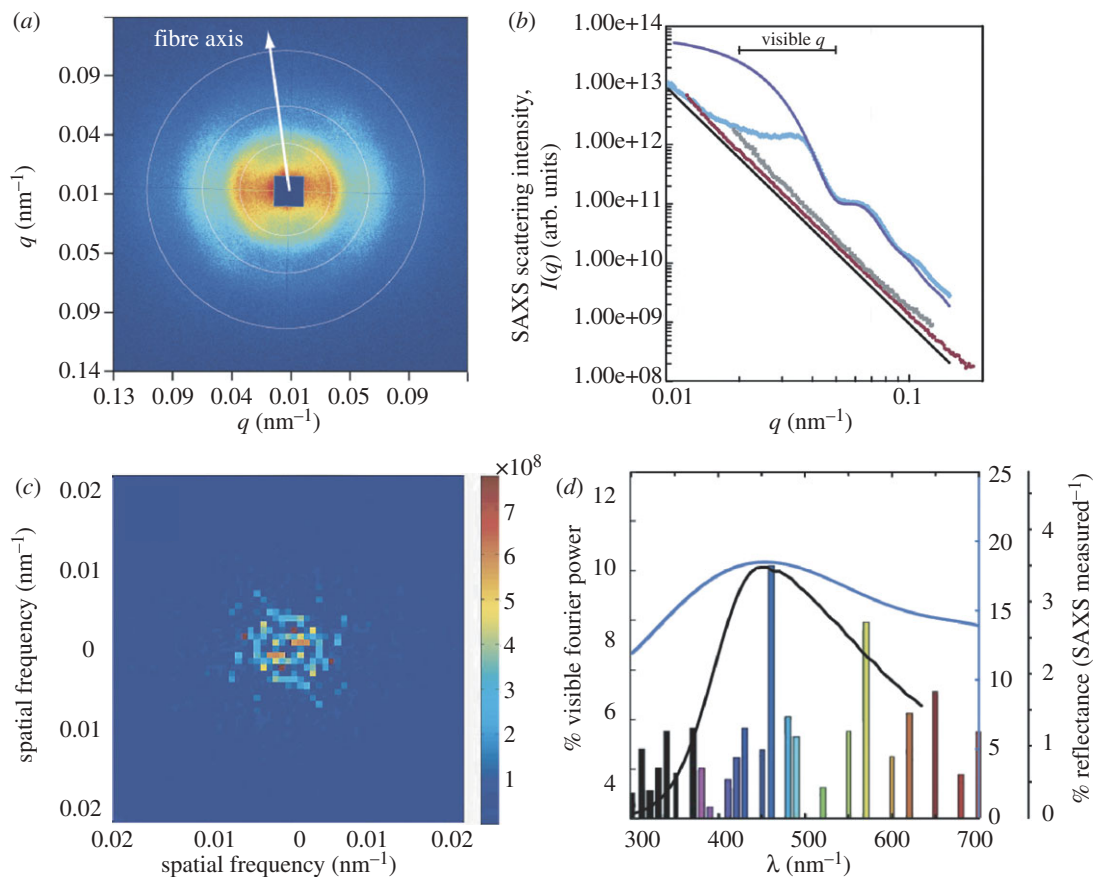 (a)
fibre axis
0.09
0.04
0.01
0.05
0.09
0.14
q (nm–1)
0.13 0.09 0.04 0.01 0.05 0.09
q (nm–1)
(b)
1.00e+14
1.00e+13
1.00e+12
1.00e+11
1.00e+10
1.00e+09
1.00e+08
SAXS scattering intensity,
I(q) (arb. units)
visible q
0.01 0.1
q (nm–1)
(c)
0.02
0.01
0
0.01
0.02
spatial frequency (nm–1)
0.02 0.01 0 0.01 0.02
spatial frequency (nm–1)
×10⁸
7
6
5
4
3
2
1
(d)
12
10
8
6
4
% visible fourier power
300 400 500 600 700
λ (nm–1)
25
20
15
10
5
0
4
3
2
1
0
% reflectance (SAXS measured–1)